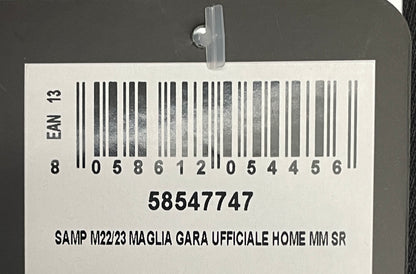 EAN 13
8 058612 054456
58547747
SAMP M22/23 MAGLIA GARA UFFICIALE HOME MM SR